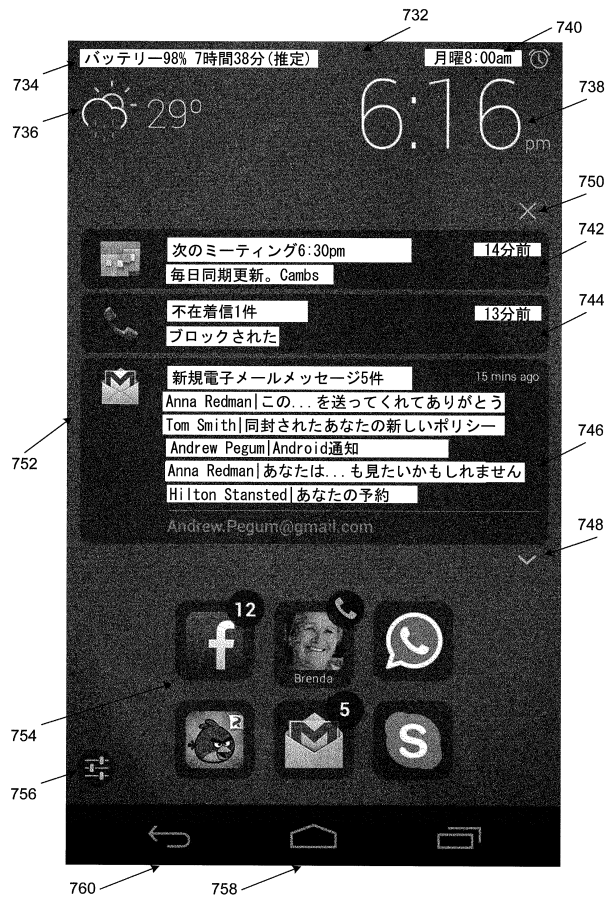 732
740
734
バッテリー98% 7時間38分(推定)
月曜8:00am
736
29°
6:16pm
738
750
742
次のミーティング6:30pm
14分前
毎日同期更新。Cambs
744
不在着信1件
13分前
ブロックされた
新規電子メールメッセージ5件
15 mins ago
Anna Redman|この...を送ってくれてありがとう
Tom Smith|同封されたあなたの新しいポリシー
752
746
Andrew Pegum|Android通知
Anna Redman|あなたは...も見たいかもしれません
Hilton Stansted|あなたの予約
Andrew.Pegum@gmail.com
748
12
f
Brenda
754
5
R
S
756
760
758